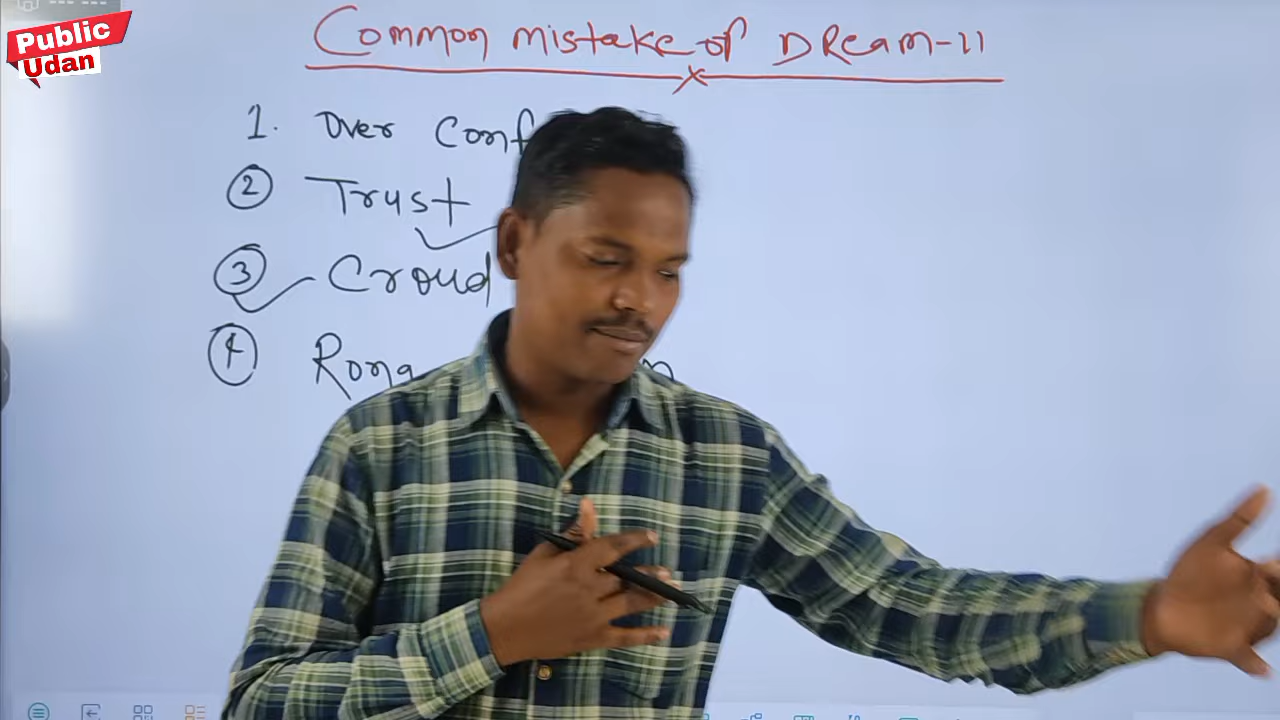 Public
Udan
Common mistake of DReam-11
1. Over Conf
2 Trust
3 Croud
4 Rong